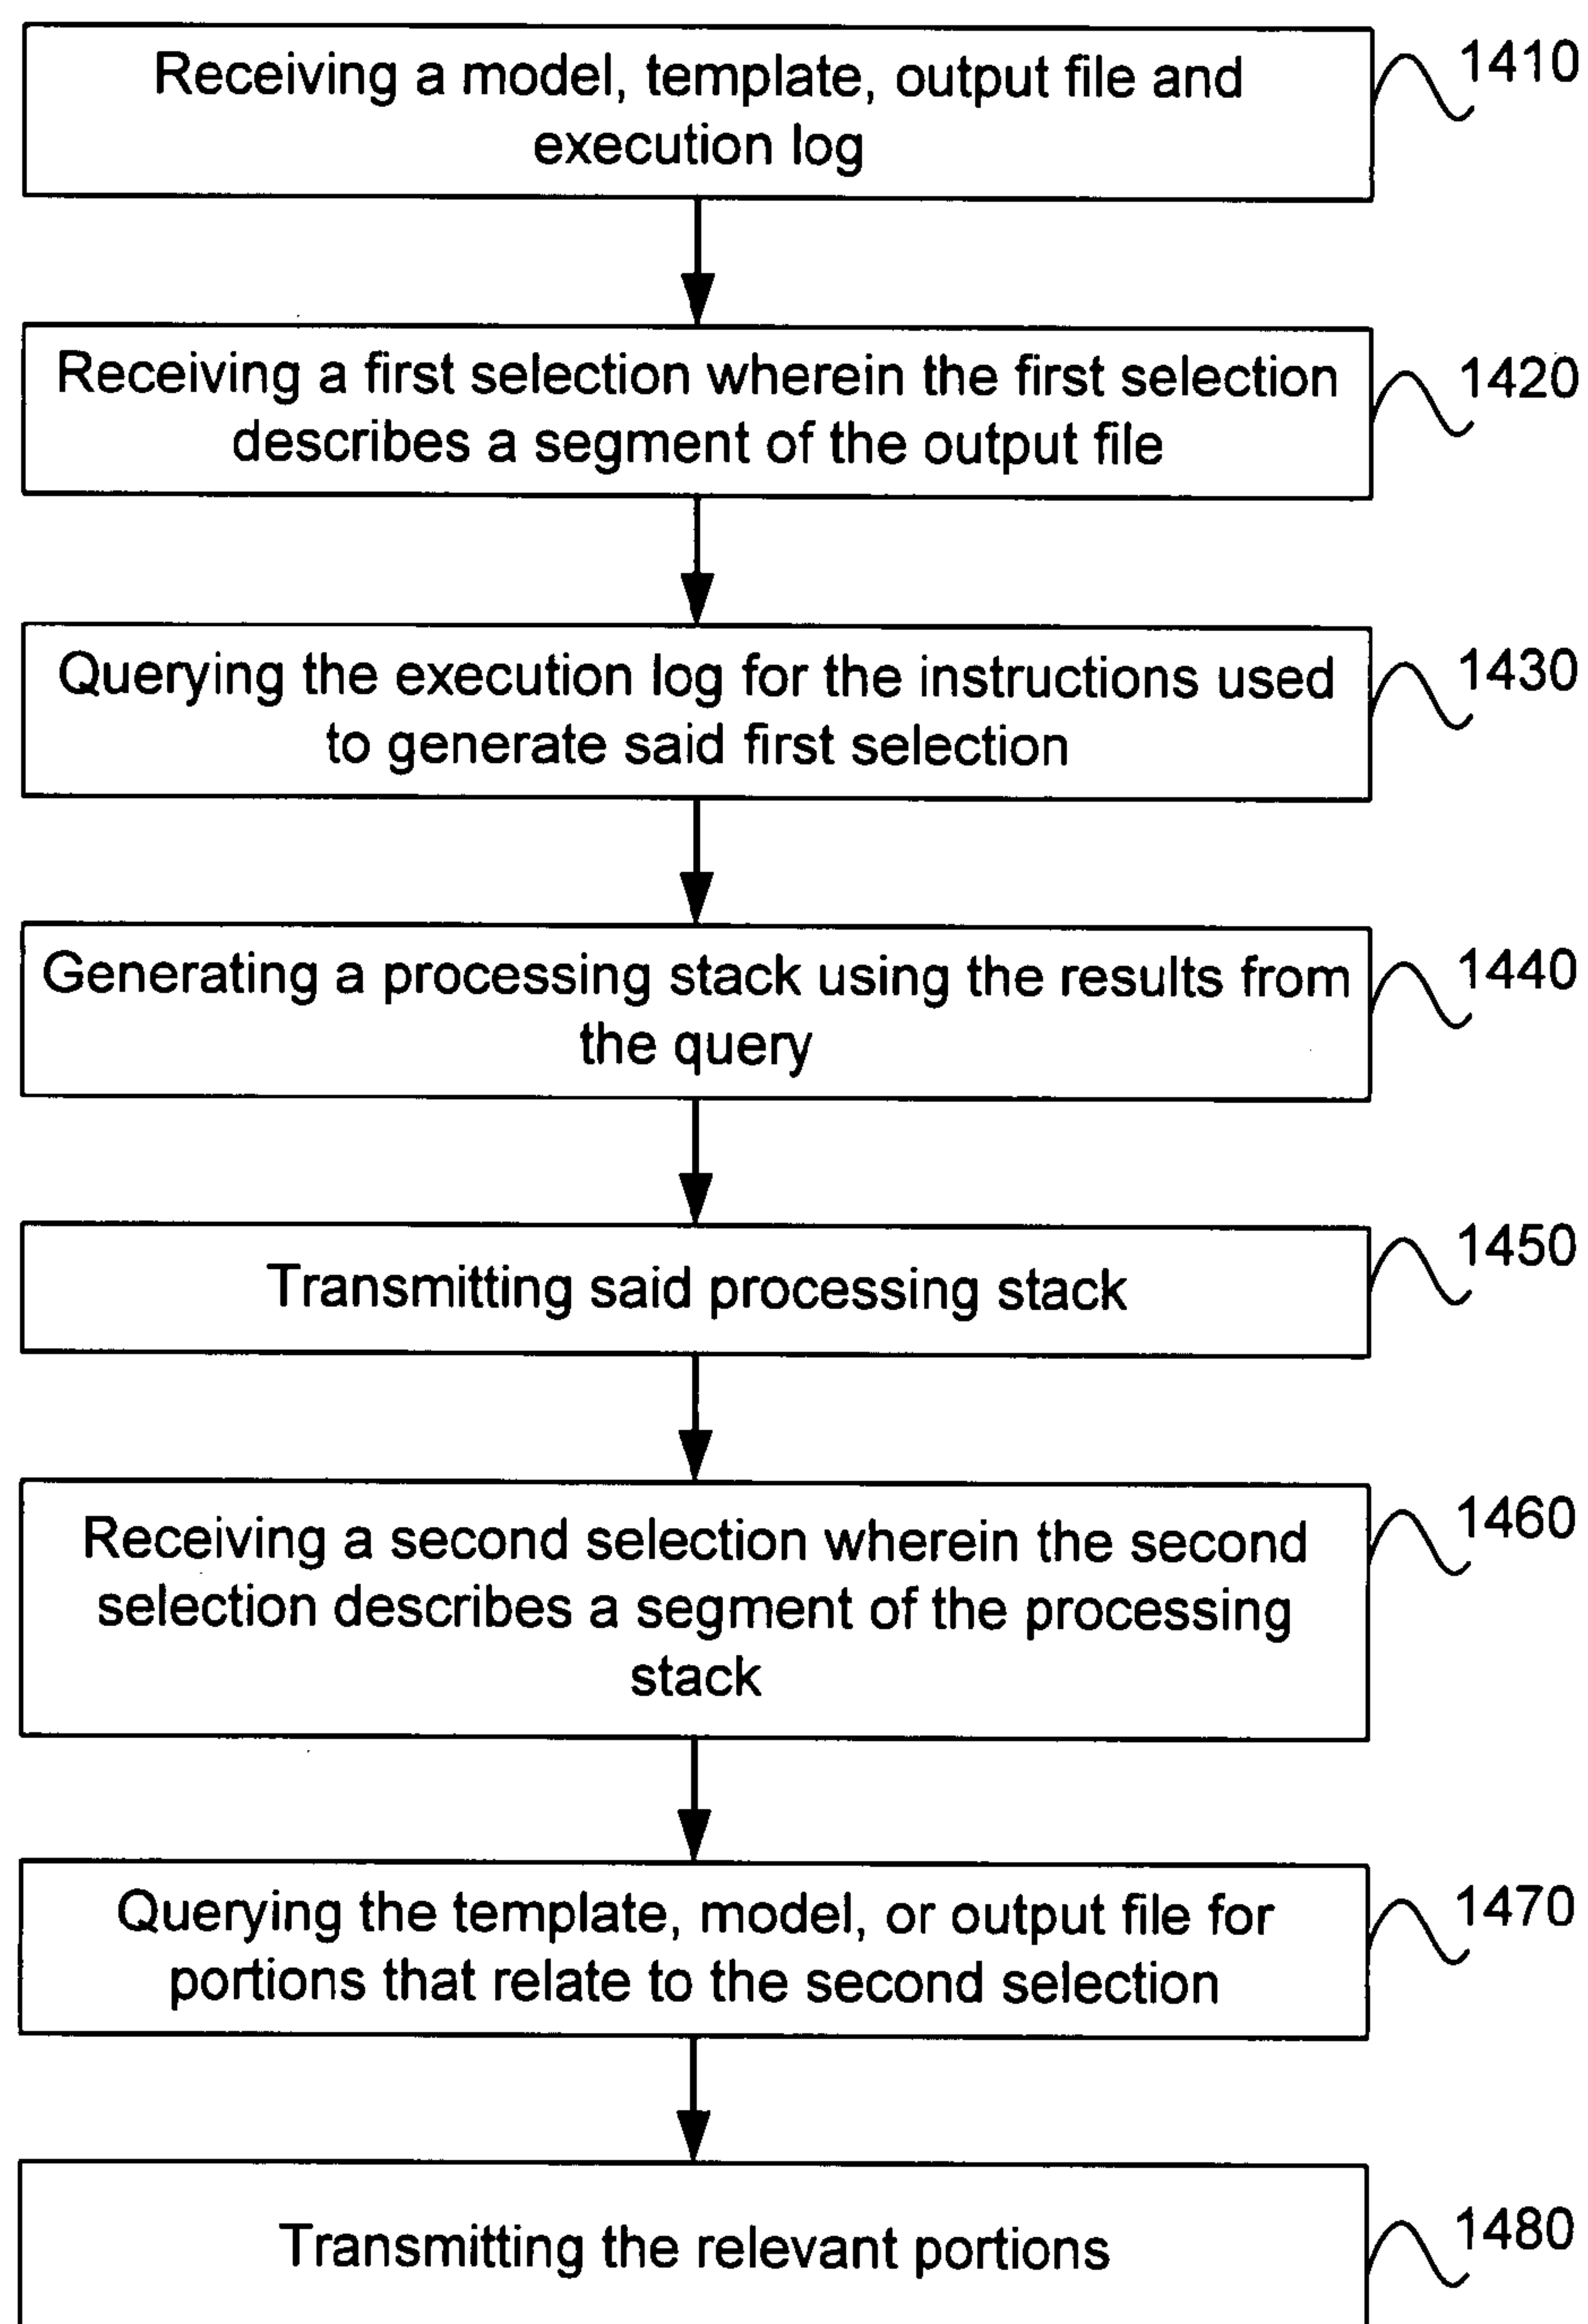 Receiving a model, template, output file and
execution log
1410
Receiving a first selection wherein the first selection
describes a segment of the output file
1420
Querying the execution log for the instructions used
to generate said first selection
1430
Generating a processing stack using the results from
the query
1440
Transmitting said processing stack
1450
Receiving a second selection wherein the second
selection describes a segment of the processing
stack
1460
Querying the template, model, or output file for
portions that relate to the second selection
1470
Transmitting the relevant portions
1480